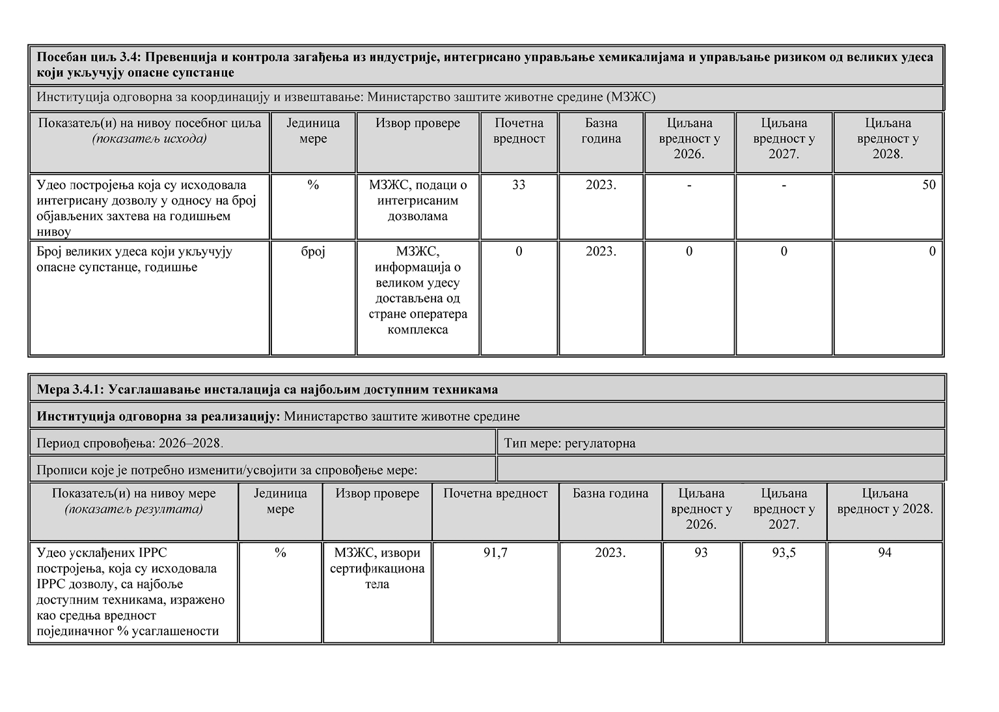 Посебан циљ 3.4: Превенција и контрола загађења из индустрије, интегрисано управљање хемикалијама и управљање ризиком од великих удеса
који укључују опасне супстанце
Институција одговорна за координацију и извештавање: Министарство заштите животне средине (МЗЖС)
Показатељ(и) на нивоу посебног циља
(показатељ исхода)
Јединица
мере
Извор провере
Почетна
вредност
Базна
година
Циљана
вредност у
2026.
Циљана
вредност у
2027.
Циљана
вредност у
2028.
Удео постројења која су исходовала
интегрисану дозволу у односу на број
објављених захтева на годишњем
нивоу
%
МЗЖС, подаци о
интегрисаним
дозволама
33
2023.
-
-
50
Број великих удеса који укључују
опасне супстанце, годишње
број
МЗЖС,
информација о
великом удесу
достављена од
стране оператера
комплекса
0
2023.
0
0
0
Мера 3.4.1: Усаглашавање инсталација са најбољим доступним техникама
Институција одговорна за реализацију: Министарство заштите животне средине
Период спровођења: 2026–2028.
Тип мере: регулаторна
Прописи које је потребно изменити/усвојити за спровођење мере:
Показатељ(и) на нивоу мере
(показатељ резултата)
Јединица
мере
Извор провере
Почетна вредност
Базна година
Циљана
вредност у
2026.
Циљана
вредност у
2027.
Циљана
вредност у 2028.
Удео усклађених IPPC
постројења, која су исходовала
IPPC дозволу, са најбоље
доступним техникама, изражено
као средња вредност
појединачног % усаглашености
%
МЗЖС, извори
сертификациона
тела
91,7
2023.
93
93,5
94